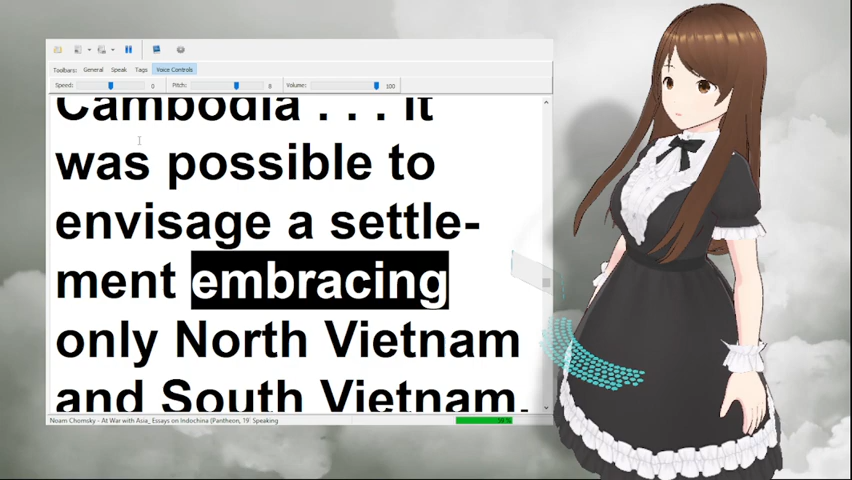 Toolbars: General Speak Tags Voice Controls
Speed: 0 Pitch: 8 Volume: 100
Cambodia . . . it
was possible to
envisage a settle-
ment embracing
only North Vietnam
and South Vietnam.
Noam Chomsky - At War with Asia_ Essays on Indochina (Pantheon, 19 Speaking